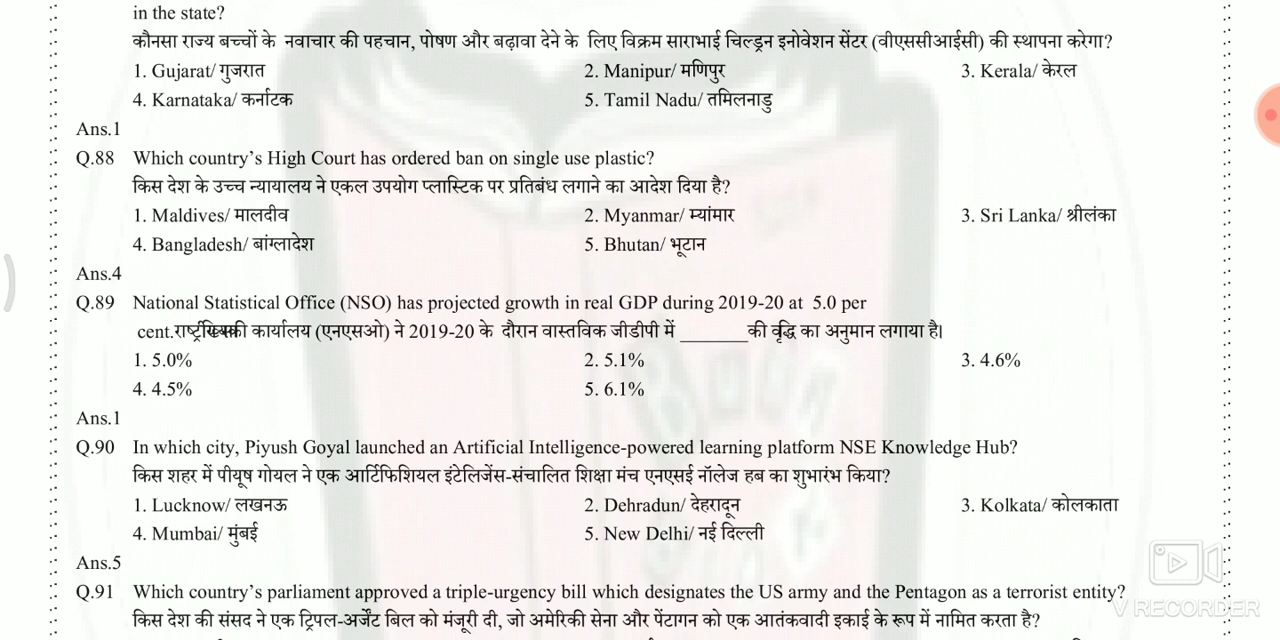 in the state?
कौनसा राज्य बच्चों के नवाचार की पहचान, पोषण और बढ़ावा देने के लिए विक्रम साराभाई चिल्ड्रन इनोवेशन सेंटर (वीएससीआईसी) की स्थापना करेगा?
1. Gujarat/ गुजरात 2. Manipur/ मणिपुर 3. Kerala/ केरल
4. Karnataka/ कर्नाटक 5. Tamil Nadu/ तमिलनाडु
Ans.1
Q.88 Which country's High Court has ordered ban on single use plastic?
किस देश के उच्च न्यायालय ने एकल उपयोग प्लास्टिक पर प्रतिबंध लगाने का आदेश दिया है?
1. Maldives/ मालदीव 2. Myanmar/ म्यांमार 3. Sri Lanka/ श्रीलंका
4. Bangladesh/ बांग्लादेश 5. Bhutan/ भूटान
Ans.4
Q.89 National Statistical Office (NSO) has projected growth in real GDP during 2019-20 at 5.0 per
cent. कार्यालय (एनएसओ) ने 2019-20 के दौरान वास्तविक जीडीपी में _______ की वृद्धि का अनुमान लगाया है।
1. 5.0% 2. 5.1% 3. 4.6%
4. 4.5% 5. 6.1%
Ans.1
Q.90 In which city, Piyush Goyal launched an Artificial Intelligence-powered learning platform NSE Knowledge Hub?
किस शहर में पीयूष गोयल ने एक आर्टिफिशियल इंटेलिजेंस-संचालित शिक्षा मंच एनएसई नॉलेज हब का शुभारंभ किया?
1. Lucknow/ लखनऊ 2. Dehradun/ देहरादून 3. Kolkata/ कोलकाता
4. Mumbai/ मुंबई 5. New Delhi/ नई दिल्ली
Ans.5
Q.91 Which country's parliament approved a triple-urgency bill which designates the US army and the Pentagon as a terrorist entity?
किस देश की संसद ने एक ट्रिपल-अर्जेंट बिल को मंजूरी दी, जो अमेरिकी सेना और पेंटागन को एक आतंकवादी इकाई के रूप में नामित करता है?
V RECORDER